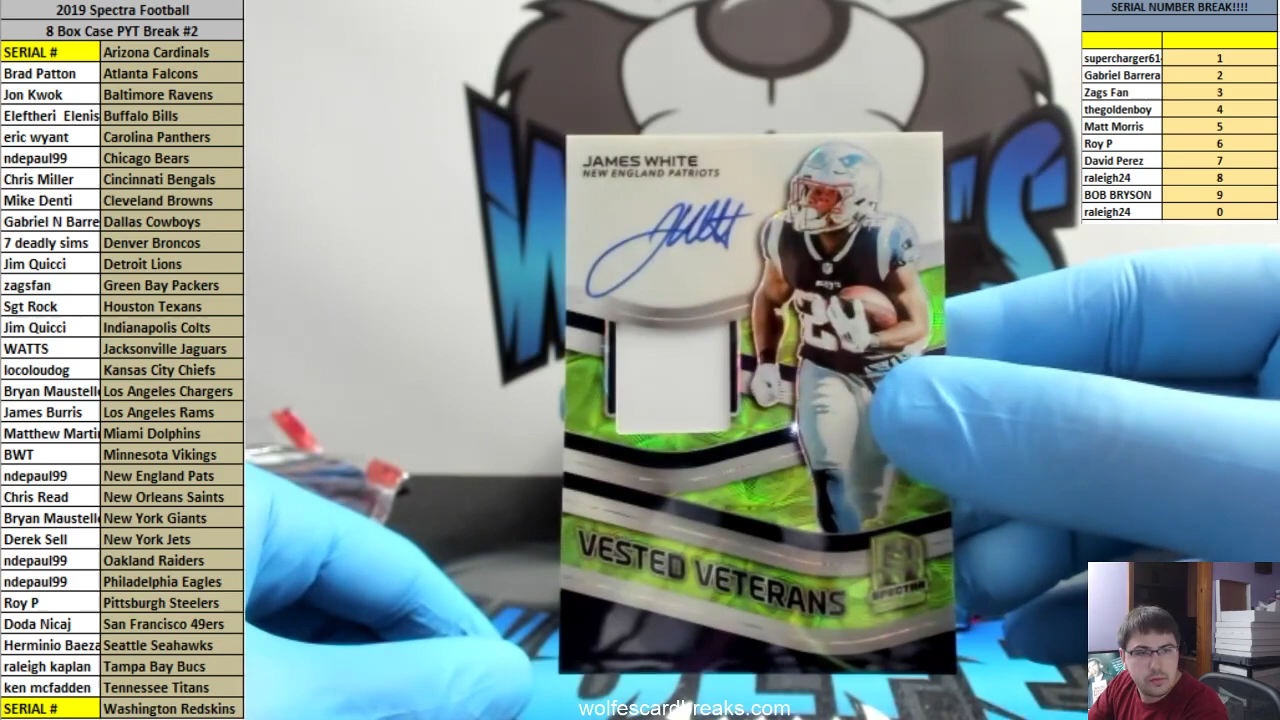 2019 Spectra Football
8 Box Case PYT Break #2
SERIAL # Arizona Cardinals
Brad Patton Atlanta Falcons
Jon Kwok Baltimore Ravens
Eleftheri Elenis Buffalo Bills
eric wyant Carolina Panthers
ndepaul99 Chicago Bears
Chris Miller Cincinnati Bengals
Mike Denti Cleveland Browns
Gabriel N Barre Dallas Cowboys
7 deadly sims Denver Broncos
Jim Quicci Detroit Lions
zagsfan Green Bay Packers
Sgt Rock Houston Texans
Jim Quicci Indianapolis Colts
WATTS Jacksonville Jaguars
locoloudog Kansas City Chiefs
Bryan Maustelle Los Angeles Chargers
James Burris Los Angeles Rams
Matthew Martin Miami Dolphins
BWT Minnesota Vikings
ndepaul99 New England Pats
Chris Read New Orleans Saints
Bryan Maustelle New York Giants
Derek Sell New York Jets
ndepaul99 Oakland Raiders
ndepaul99 Philadelphia Eagles
Roy P Pittsburgh Steelers
Doda Nicaj San Francisco 49ers
Herminio Baeza Seattle Seahawks
raleigh kaplan Tampa Bay Bucs
ken mcfadden Tennessee Titans
SERIAL # Washington Redskins
JAMES WHITE
NEW ENGLAND PATRIOTS
VESTED VETERANS
SPECTRA
wolfescardbreaks.com
SERIAL NUMBER BREAK!!!!
supercharger61 1
Gabriel Barrera 2
Zags Fan 3
thegoldenboy 4
Matt Morris 5
Roy P 6
David Perez 7
raleigh24 8
BOB BRYSON 9
raleigh24 0